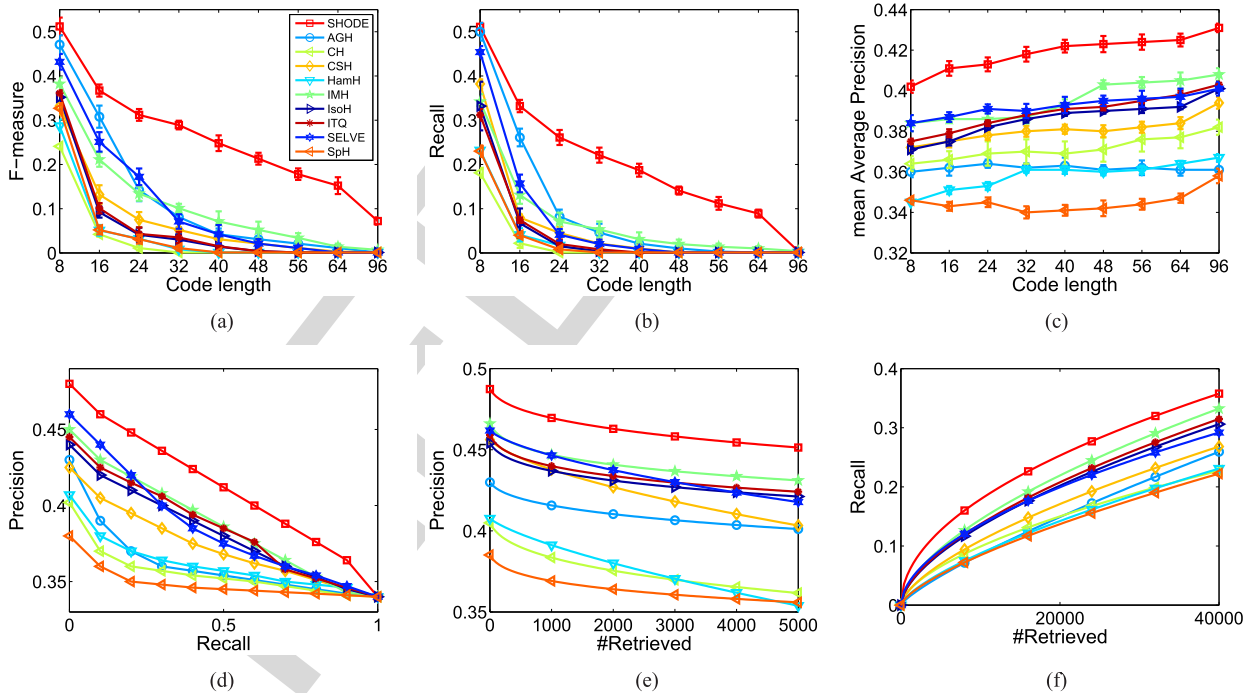 0.5
0.4
0.3
0.2
0.1
0
F-measure
8 16 24 32 40 48 56 64 96
Code length
SHODE
AGH
CH
CSH
HamH
IMH
IsoH
ITQ
SELVE
SpH
(a)
0.5
0.4
0.3
0.2
0.1
0
Recall
8 16 24 32 40 48 56 64 96
Code length
(b)
0.44
0.42
0.4
0.38
0.36
0.34
0.32
mean Average Precision
8 16 24 32 40 48 56 64 96
Code length
(c)
0.45
0.4
0.35
Precision
0 0.5 1
Recall
(d)
0.5
0.45
0.4
0.35
Precision
0 1000 2000 3000 4000 5000
#Retrieved
(e)
0.4
0.3
0.2
0.1
0
Recall
0 20000 40000
#Retrieved
(f)